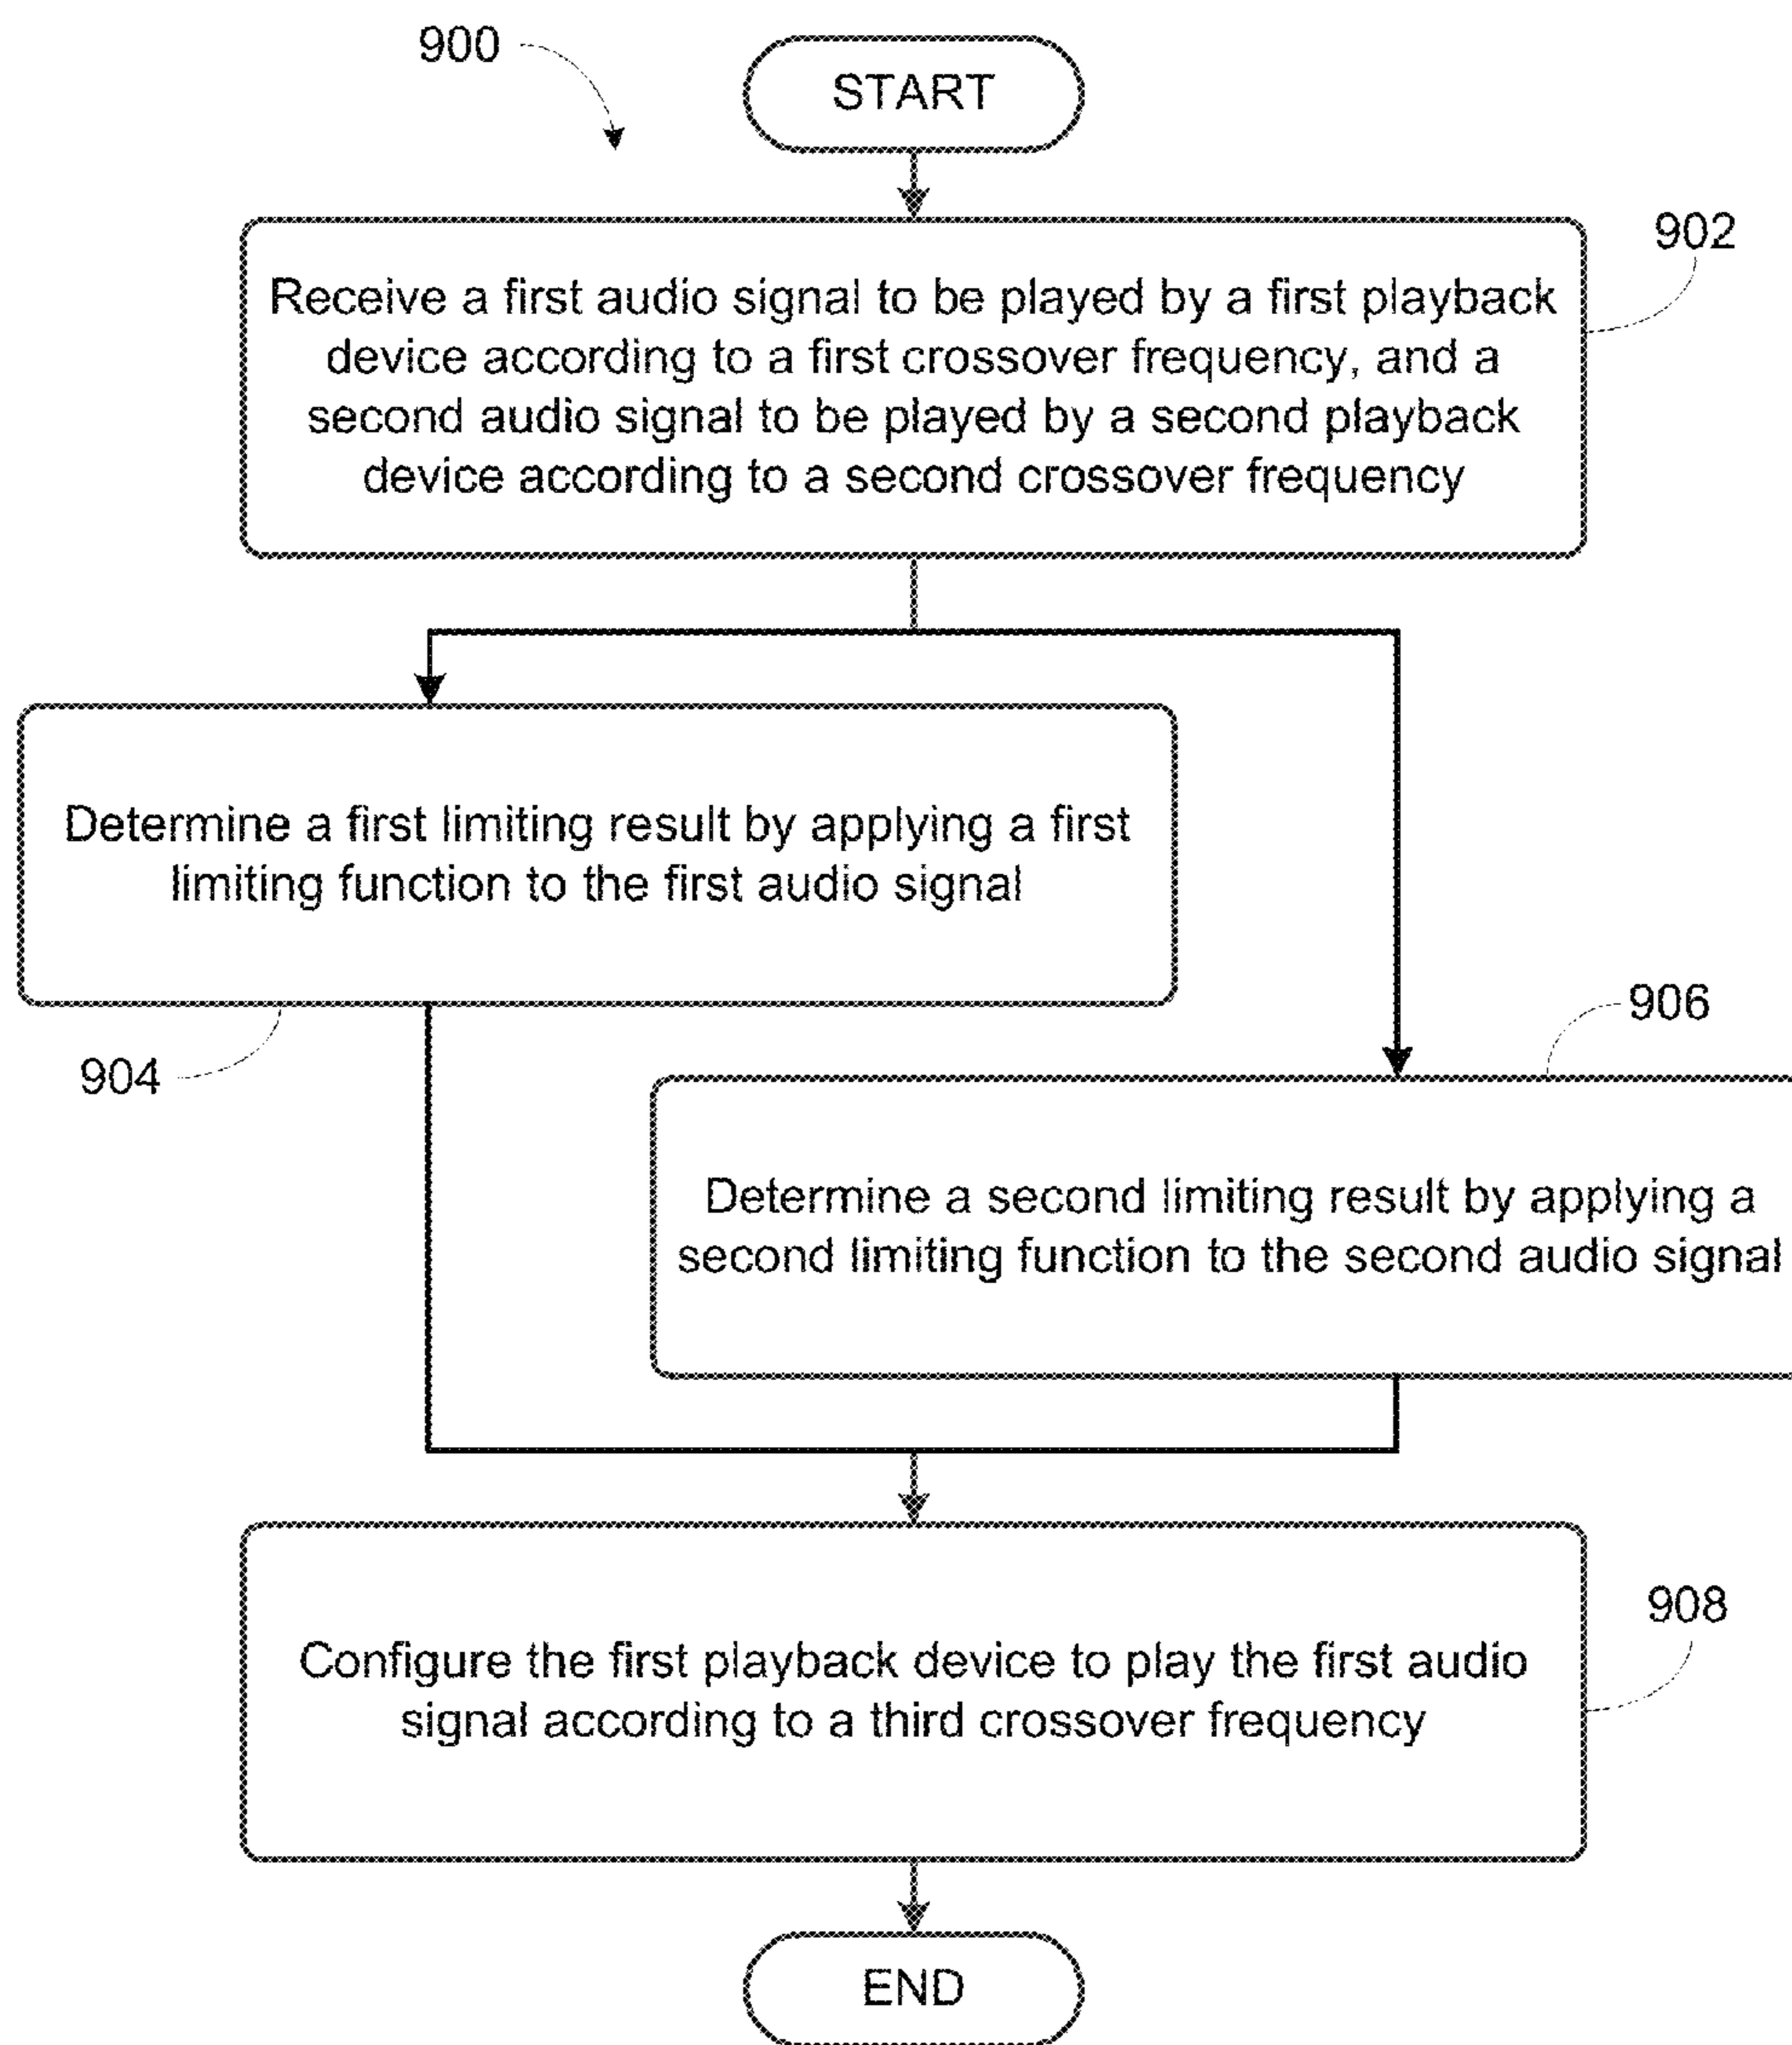 900
START
902
Receive a first audio signal to be played by a first playback
device according to a first crossover frequency, and a
second audio signal to be played by a second playback
device according to a second crossover frequency
Determine a first limiting result by applying a first
limiting function to the first audio signal
904
906
Determine a second limiting result by applying a
second limiting function to the second audio signal
908
Configure the first playback device to play the first audio
signal according to a third crossover frequency
END